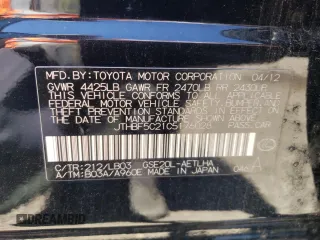 MFD. BY: TOYOTA MOTOR CORPORATION 04/12
GVWR 4425LB GAWR FR 2470LB RR 2430LB
THIS VEHICLE CONFORMS TO ALL APPLICABLE
FEDERAL MOTOR VEHICLE SAFETY, BUMPER, AND
THEFT PREVENTION STANDARDS IN EFFECT ON
THE DATE OF MANUFACTURE SHOWN ABOVE.
PASS.CAR
C/TR: 212/LB03 GSE20L-AETLHA
A/TM: B03A/A960E MADE IN JAPAN